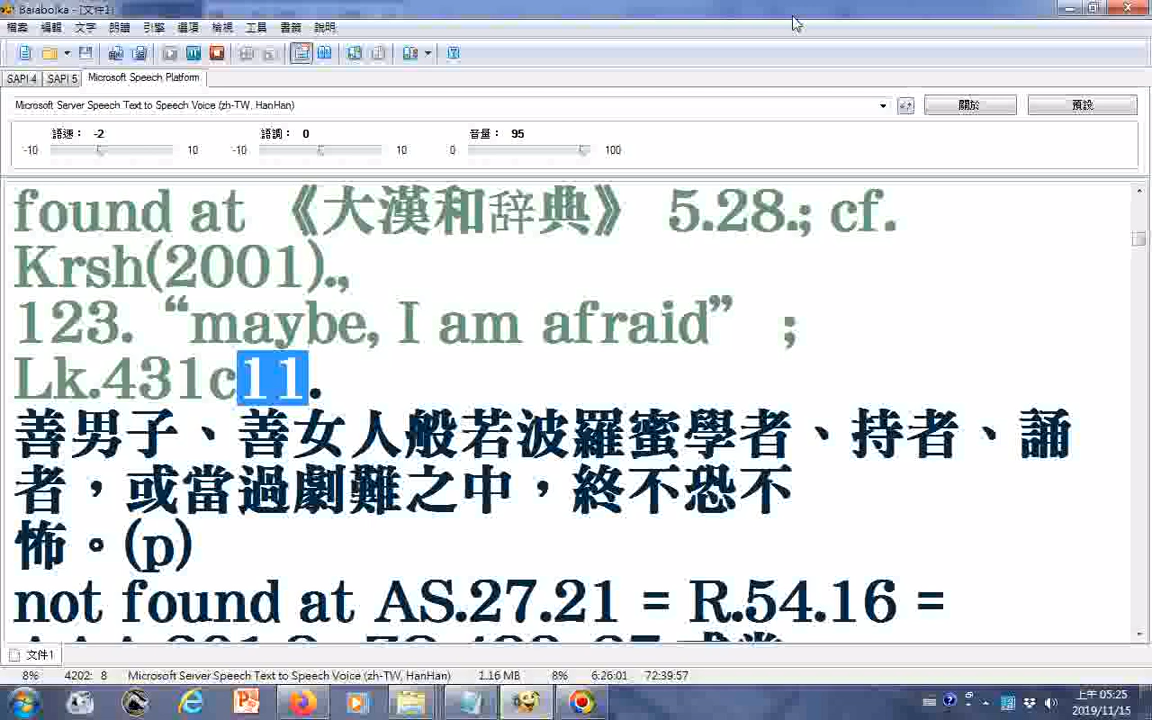 Balabolka - [文件1]
檔案 編輯 文字 朗讀 引擎 選項 檢視 工具 書籤 說明
SAPI 4 SAPI 5 Microsoft Speech Platform
Microsoft Server Speech Text to Speech Voice (zh-TW, HanHan) 關於 預設
語速： -2 語調： 0 音量： 95
-10 10 -10 10 0 100
found at 《大漢和辞典》 5.28.; cf.
Krsh(2001).,
123. “maybe, I am afraid” ;
Lk.431c11.
善男子、善女人般若波羅蜜學者、持者、誦
者，或當過劇難之中，終不恐不
怖。(p)
not found at AS.27.21 = R.54.16 =
文件1
8% 4202: 8 Microsoft Server Speech Text to Speech Voice (zh-TW, HanHan) 1.16 MB 8% 6:26:01 72:39:57
上午 05:25
2019/11/15